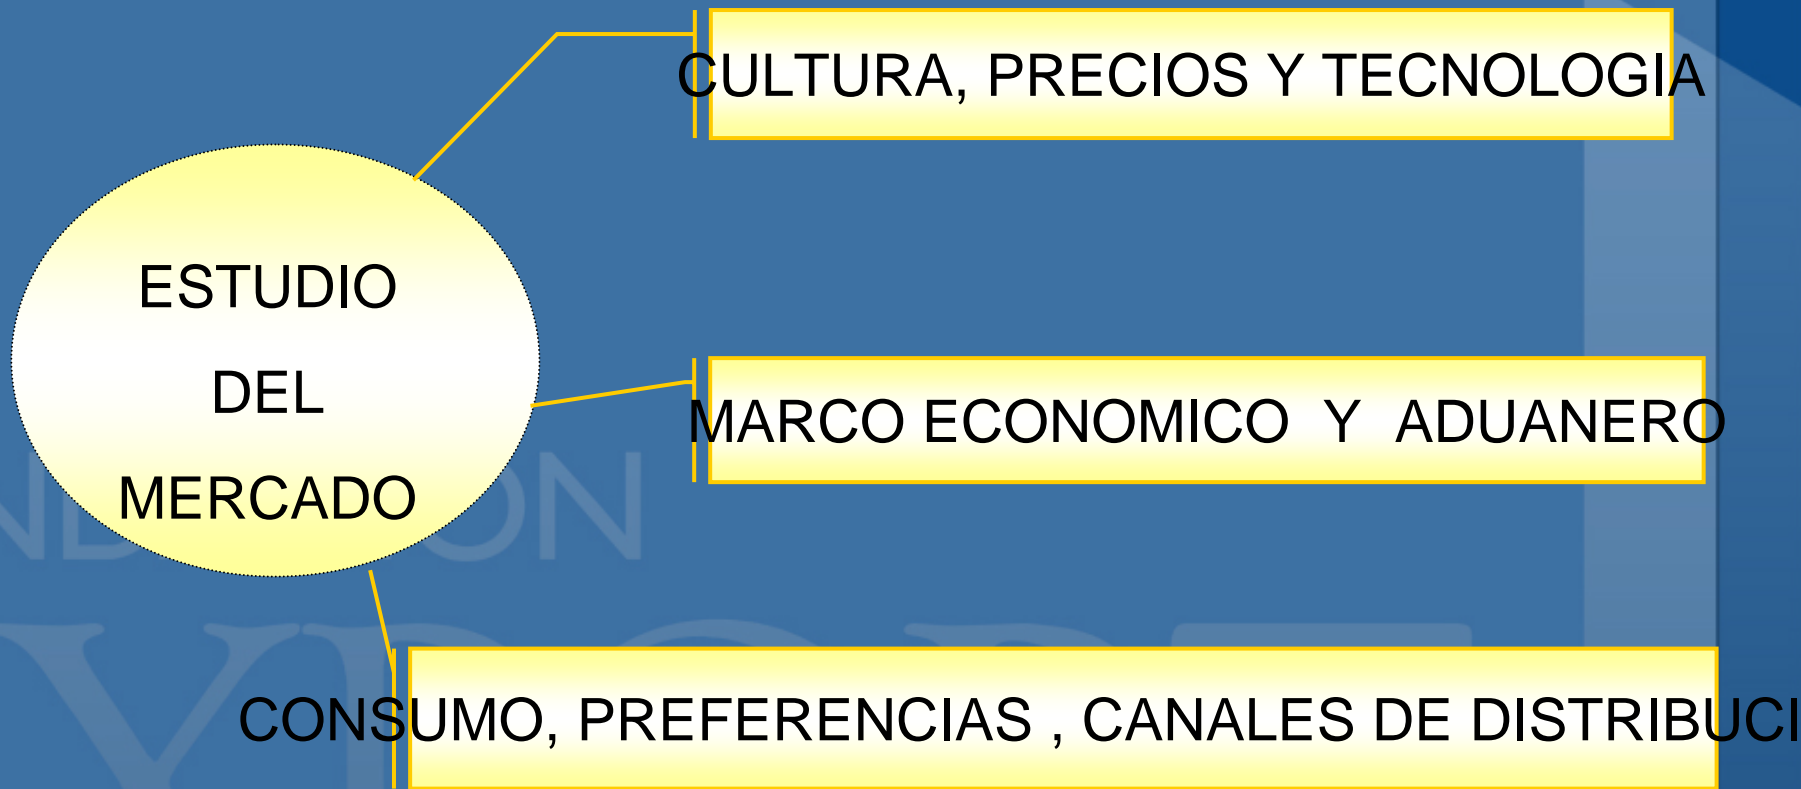 CULTURA, PRECIOS Y TECNOLOGIA
ESTUDIO
DEL
MERCADO
MARCO ECONOMICO Y ADUANERO
CONSUMO, PREFERENCIAS , CANALES DE DISTRIBUCI